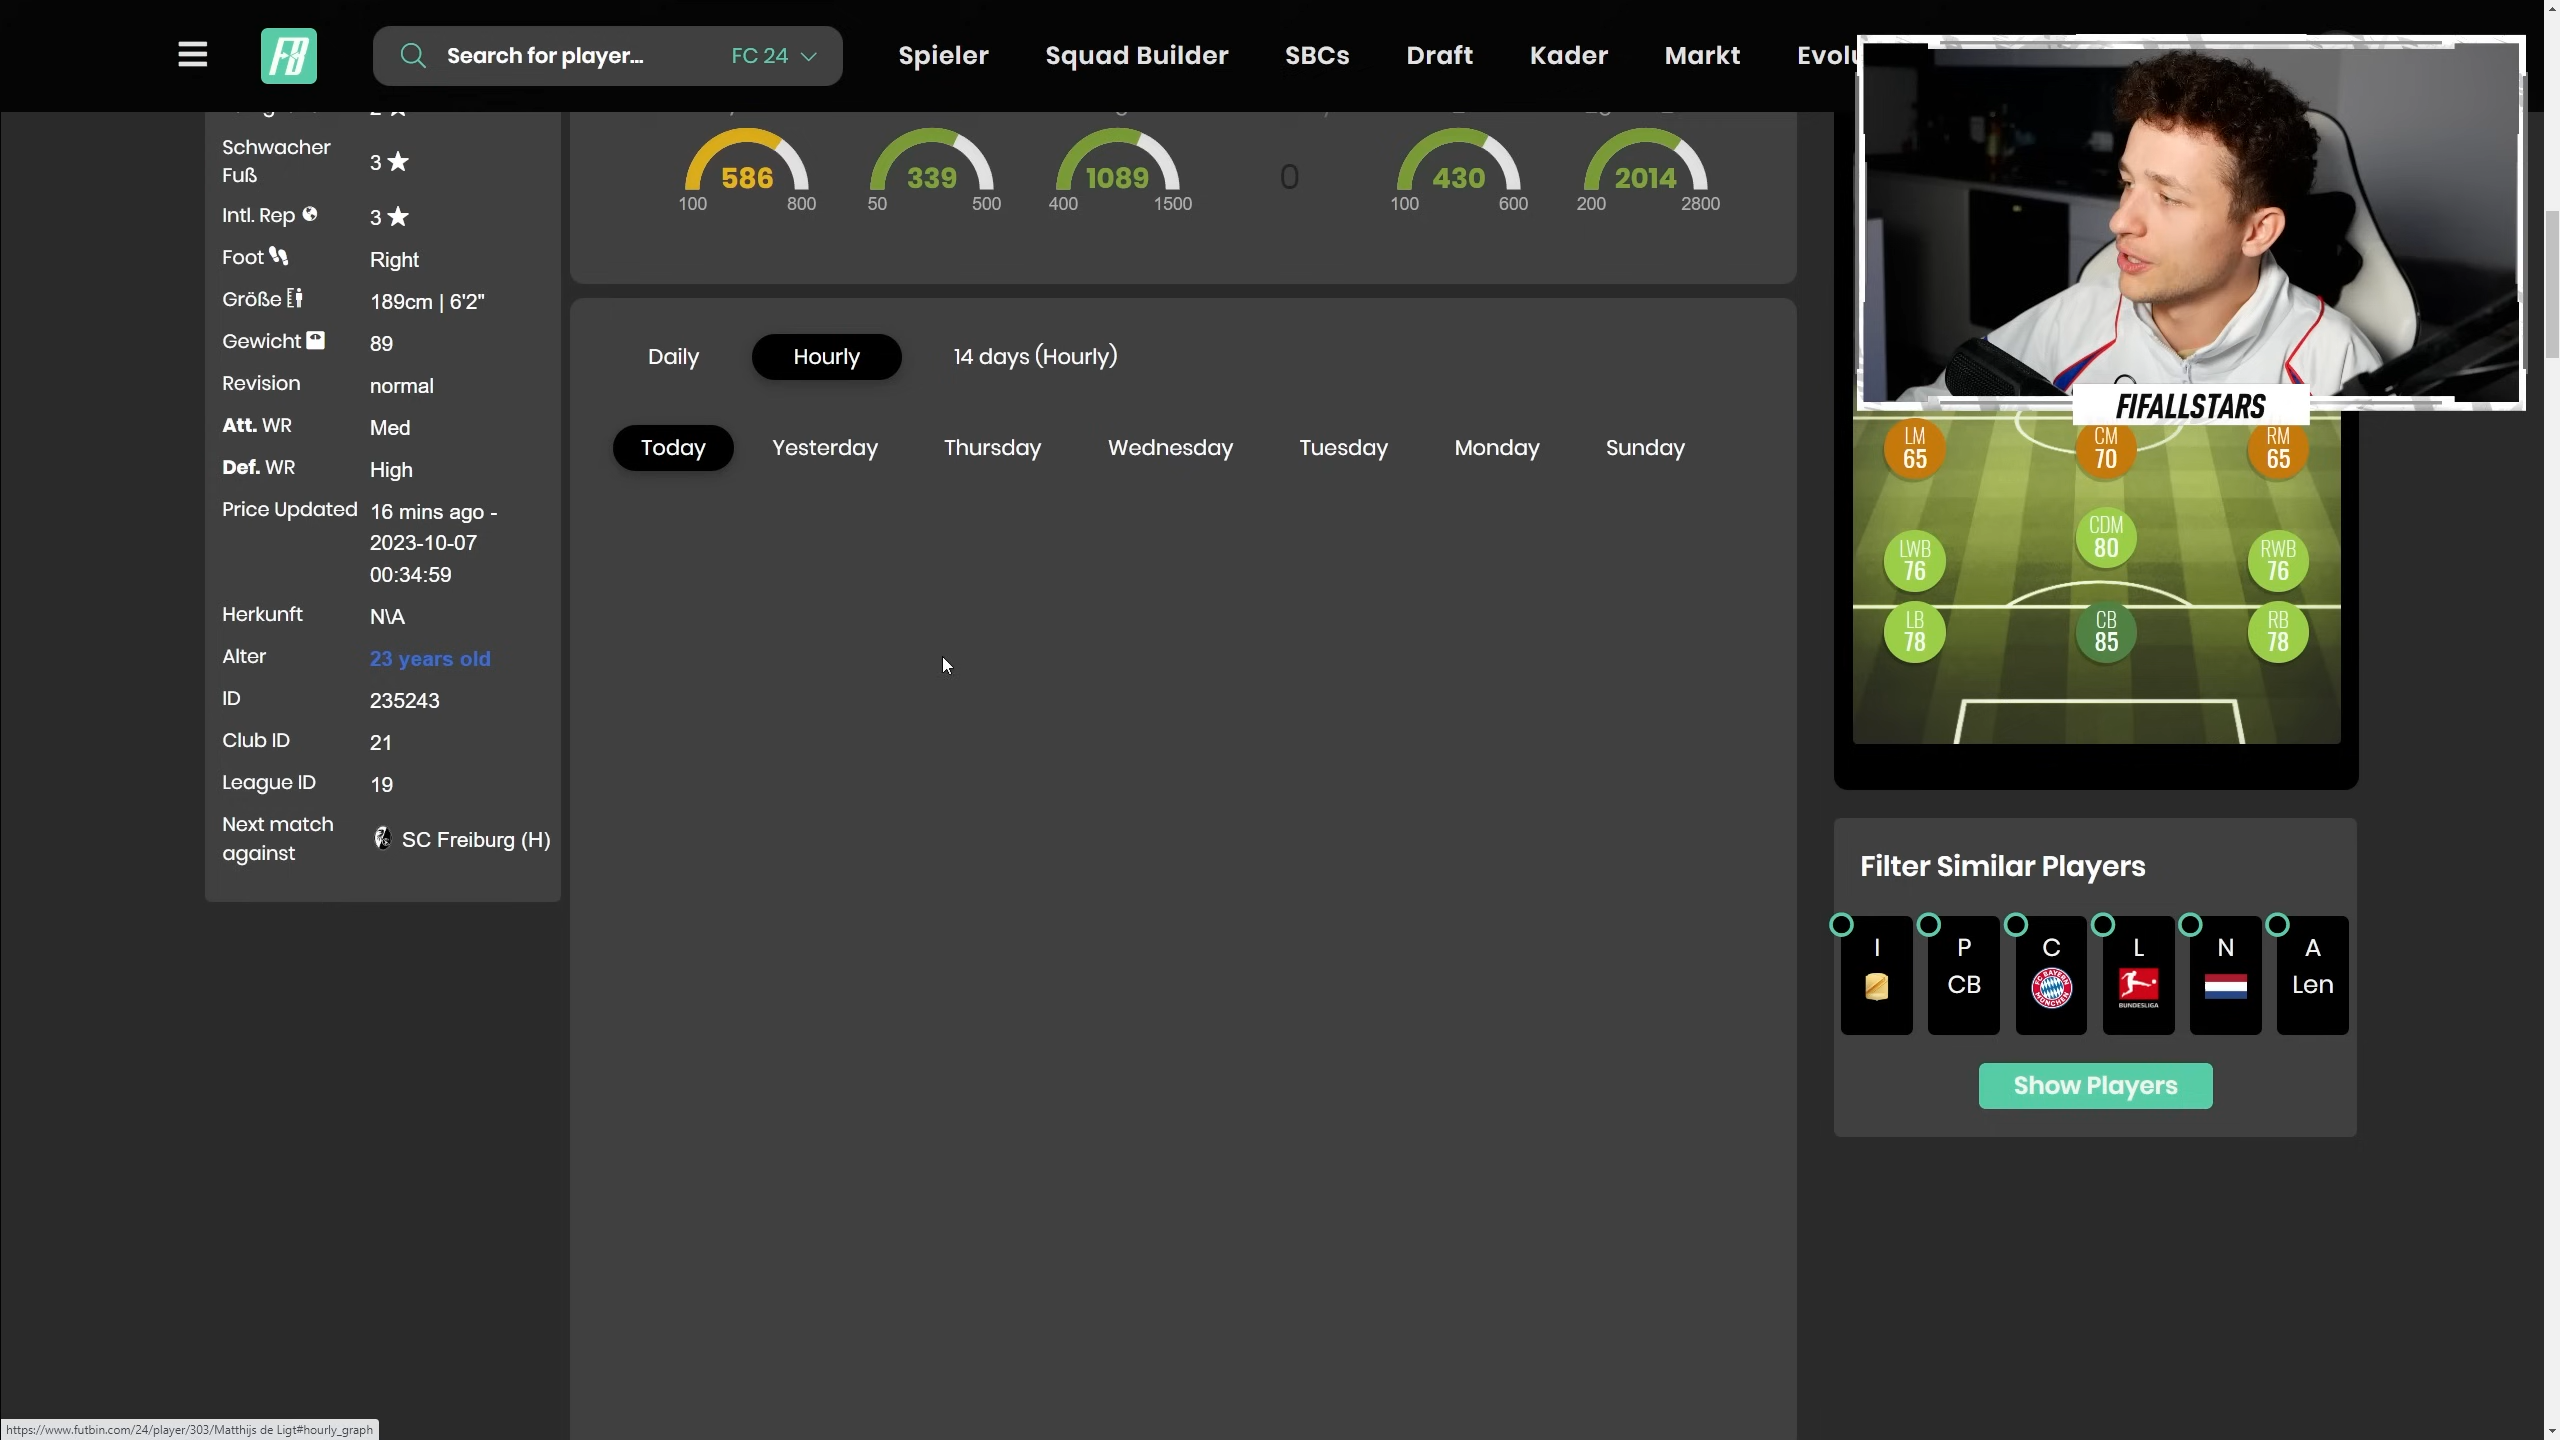 Search for player... FC 24 Spieler Squad Builder SBCs Draft Kader Markt
Schwacher
Fuß 3
Intl. Rep 3
Foot Right
Größe 189cm | 6'2"
Gewicht 89
Revision normal
Att. WR Med
Def. WR High
Price Updated 16 mins ago -
2023-10-07
00:34:59
Herkunft N\A
Alter 23 years old
ID 235243
Club ID 21
League ID 19
Next match
against SC Freiburg (H)
586 339 1089 0 430 2014
100 800 50 500 400 1500 100 600 200 2800
Daily Hourly 14 days (Hourly)
Today Yesterday Thursday Wednesday Tuesday Monday Sunday
FIFALLSTARS
LM
65
CM
70
RM
65
CDM
80
LWB
76
RWB
76
LB
78
CB
85
RB
78
Filter Similar Players
I P C L N A
CB Len
FC BAYERN
MÜNCHEN
BUNDESLIGA
Show Players
https://www.futbin.com/24/player/303/Matthijs de Ligt#hourly_graph